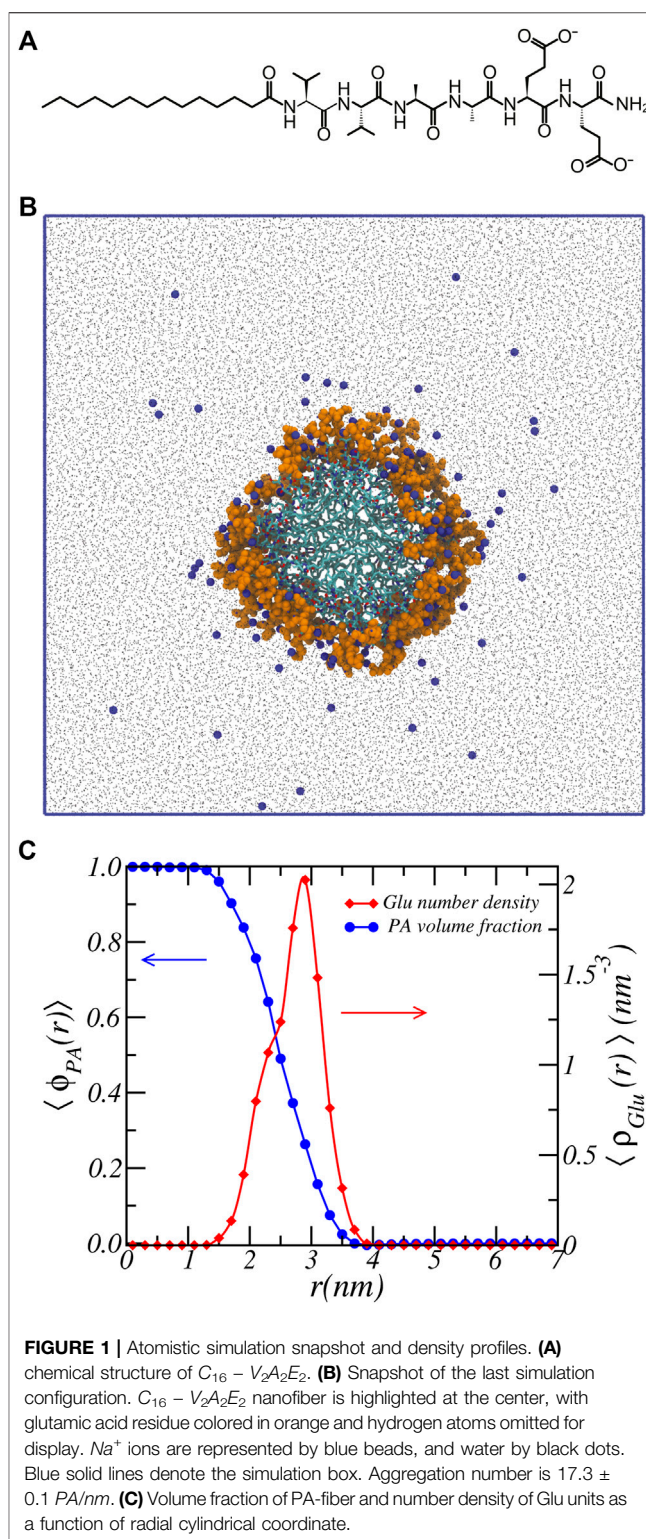 A
O
O⁻
O
H
N
O
N
H
O
H
N
O
N
H
O
H
N
O
N
H
O
NH₂
O
O⁻
B
C
1.0
0.8
0.6
0.4
0.2
0.0
⟨ϕ_PA(r)⟩
Glu number density
PA volume fraction
2
1.5
1
0.5
0
⟨ρ_Glu(r)⟩(nm⁻³)
0 1 2 3 4 5 6 7
r(nm)
FIGURE 1 | Atomistic simulation snapshot and density profiles. (A)
chemical structure of C₁₆ – V₂A₂E₂. (B) Snapshot of the last simulation
configuration. C₁₆ – V₂A₂E₂ nanofiber is highlighted at the center, with
glutamic acid residue colored in orange and hydrogen atoms omitted for
display. Na⁺ ions are represented by blue beads, and water by black dots.
Blue solid lines denote the simulation box. Aggregation number is 17.3 ±
0.1 PA/nm. (C) Volume fraction of PA-fiber and number density of Glu units as
a function of radial cylindrical coordinate.